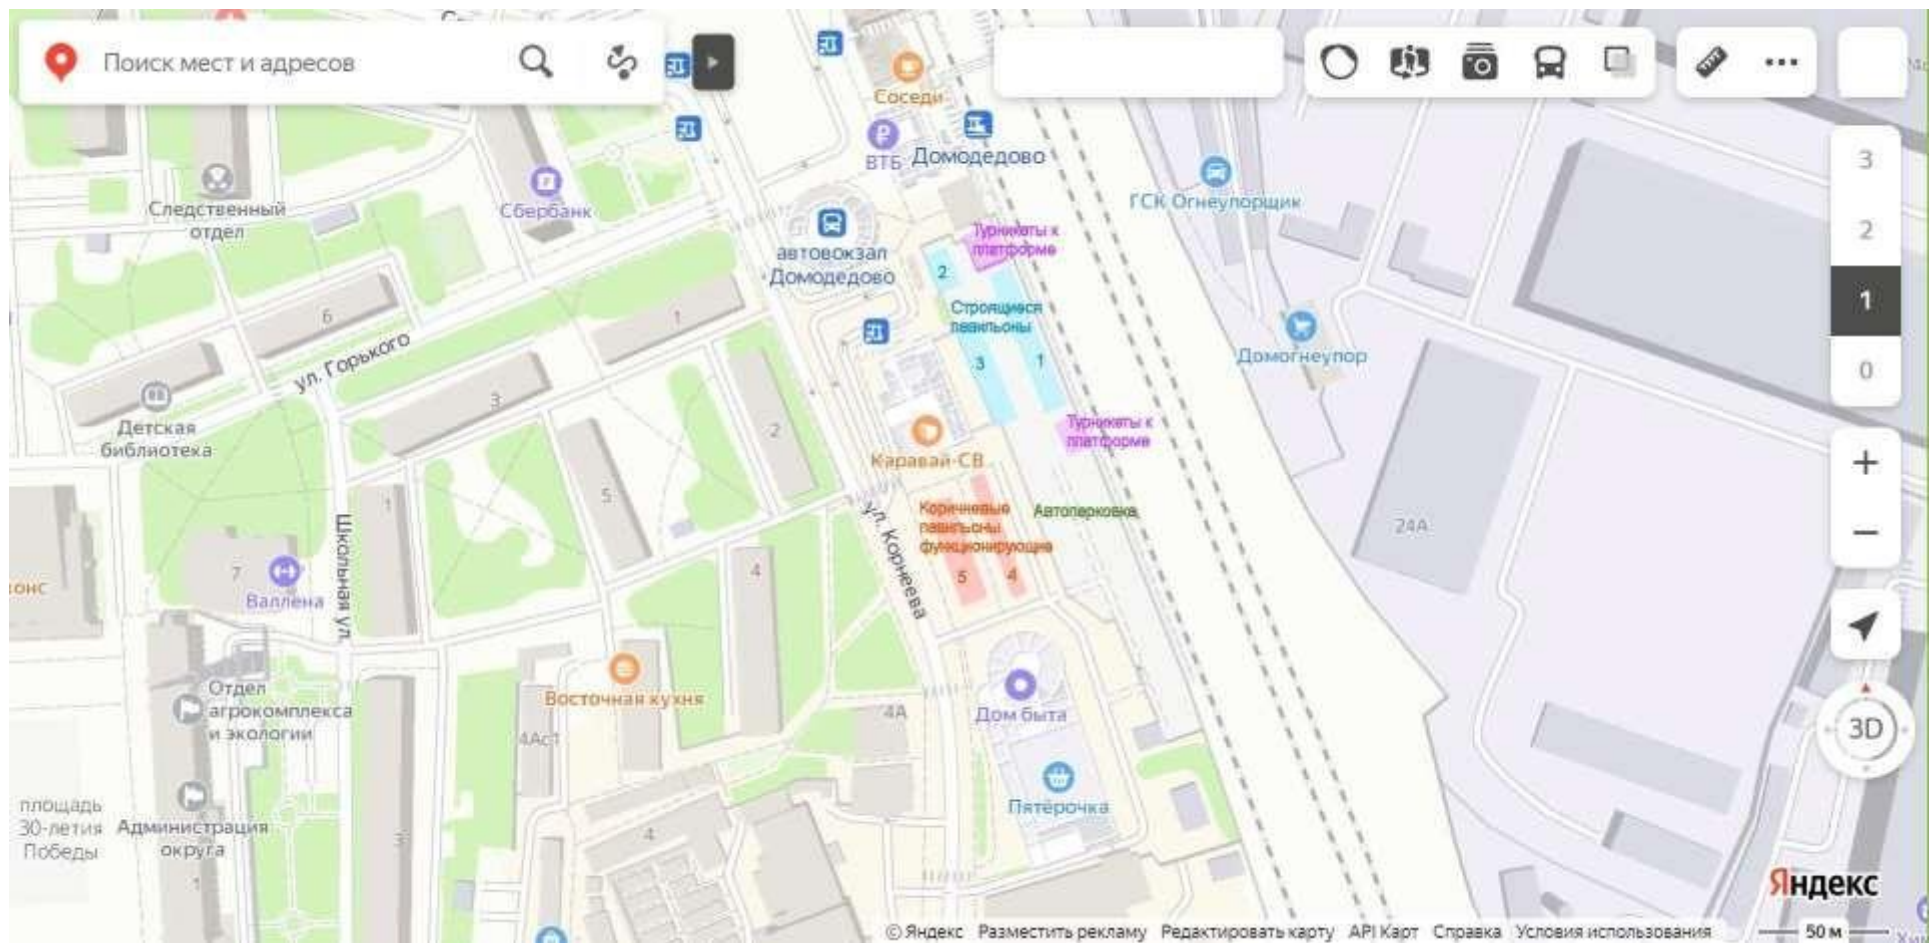 Поиск мест и адресов
Соседи
3
ВТБ
Домодедово
ГСК Огнеупорщик
2
Следственный
отдел
Сбербанк
автовокзал
Домодедово
Турникеты к
платформе
2
1
Строящиеся
павильоны
6
1
ул. Горького
3
1
Домогнеупор
0
3
Детская
библиотека
2
Каравай-СВ
Турникеты к
платформе
1
5
Школьная ул.
ул. Корнеева
Коричневые
павильоны
функционирующие
Автопарковка
24А
7
Валлена
4
5
4
Отдел
агрокомплекса
и экологии
Восточная кухня
4Ас1
4А
Дом быта
3D
площадь
30-летия
Победы
Администрация
округа
1
3
4
Пятёрочка
Яндекс
© Яндекс Разместить рекламу Редактировать карту API Карт Справка Условия использования
50 м